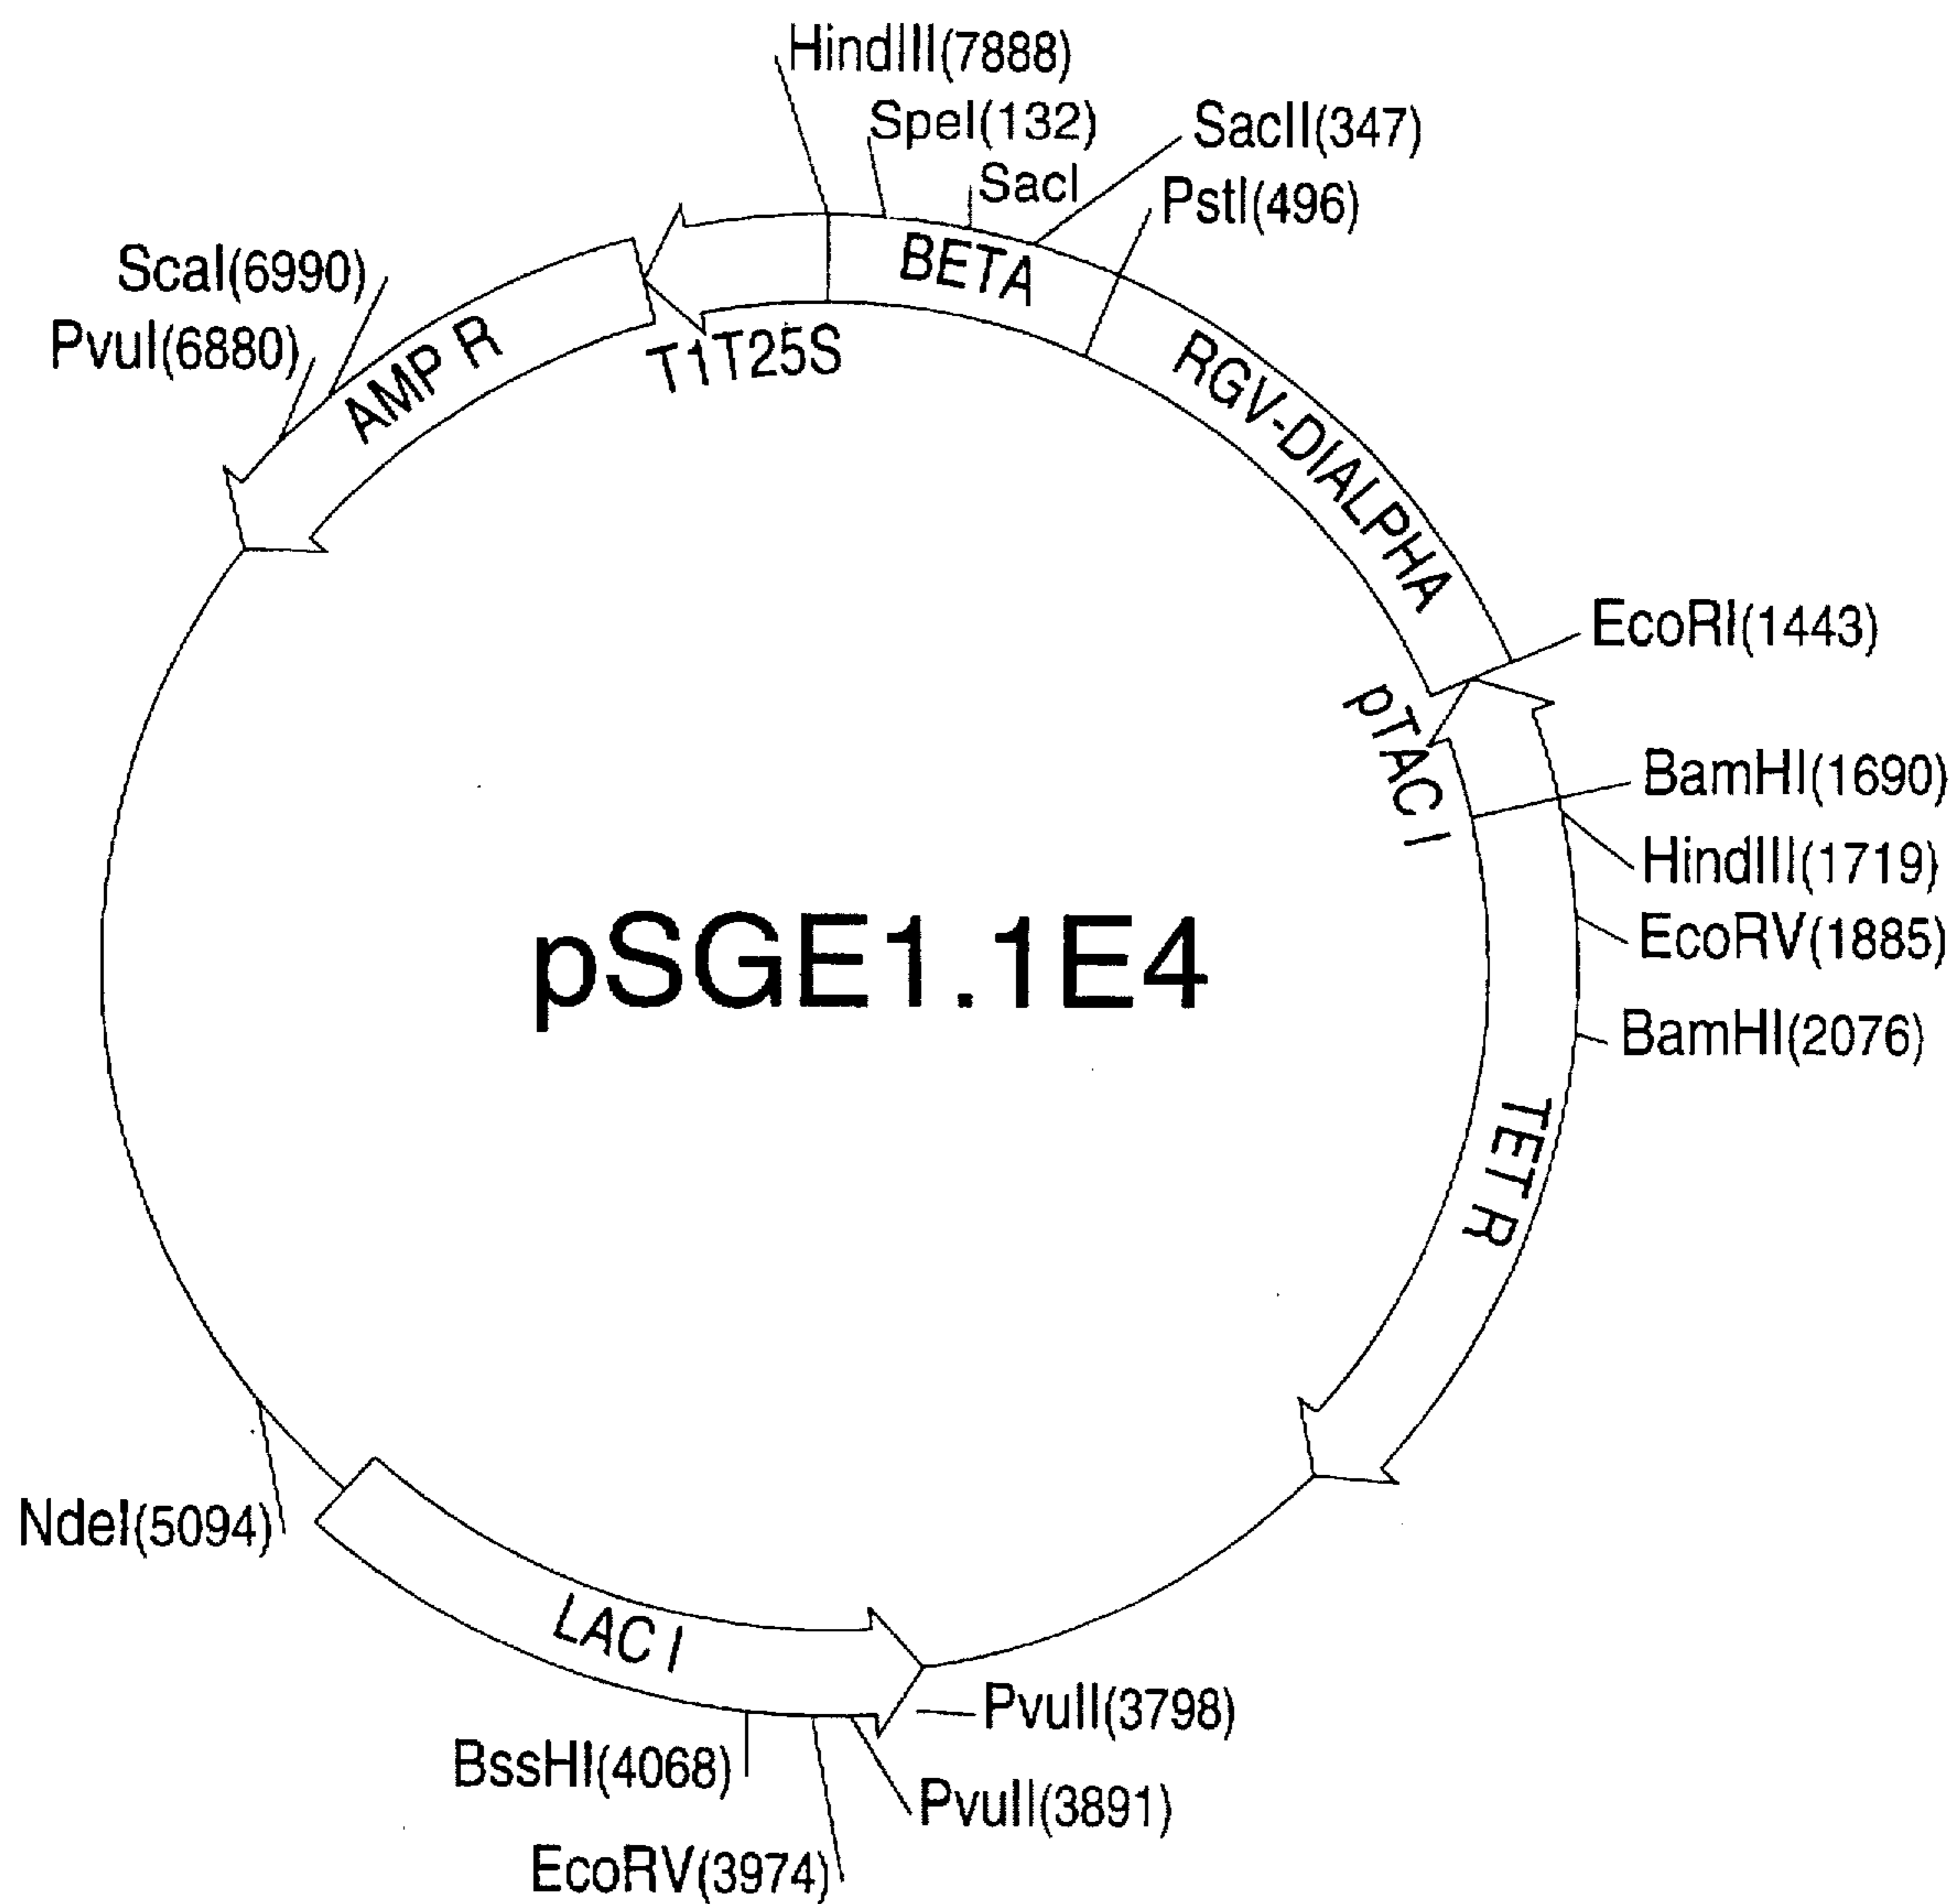 HindIII(7888)
SpeI(132)
SacII(347)
SacI
PstI(496)
BETA
ScaI(6990)
PvuI(6880)
AMP R
T1T25S
RGV-DIALPHA
EcoRI(1443)
pTAC I
BamHI(1690)
HindIII(1719)
EcoRV(1885)
BamHI(2076)
pSGE1.1E4
TET R
NdeI(5094)
LAC I
PvuII(3798)
BssHI(4068)
PvuII(3891)
EcoRV(3974)